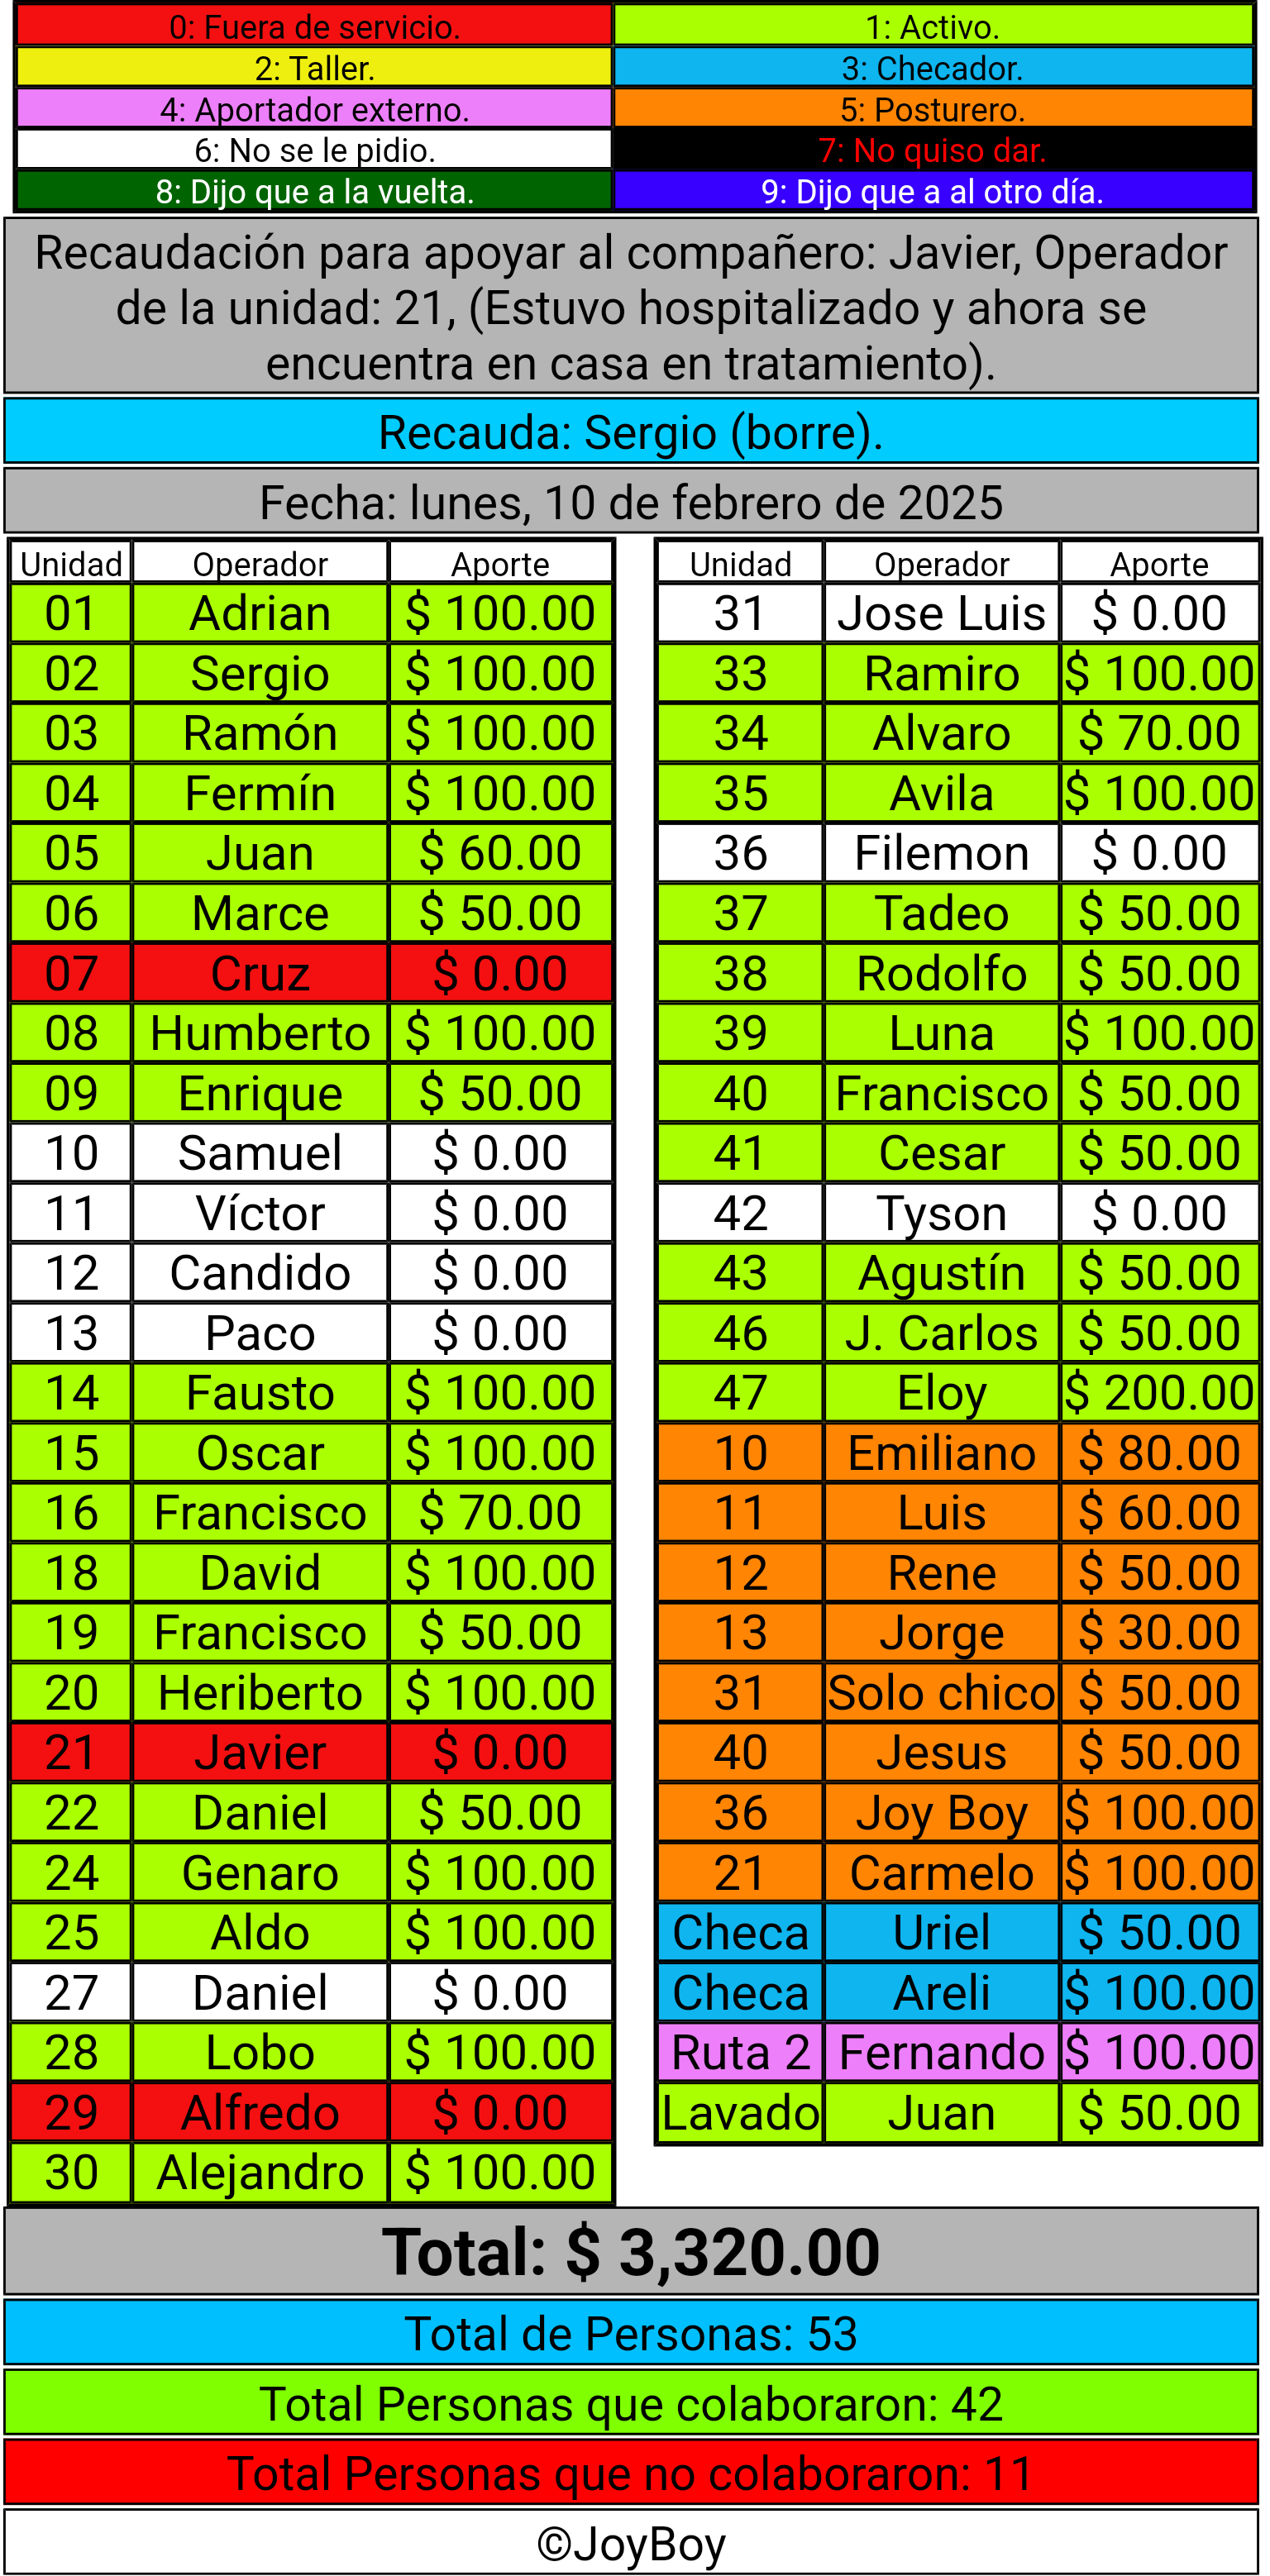 0: Fuera de servicio. 1: Activo.
2: Taller. 3: Checador.
4: Aportador externo. 5: Posturero.
6: No se le pidio. 7: No quiso dar.
8: Dijo que a la vuelta. 9: Dijo que a al otro día.
Recaudación para apoyar al compañero: Javier, Operador
de la unidad: 21, (Estuvo hospitalizado y ahora se
encuentra en casa en tratamiento).
Recauda: Sergio (borre).
Fecha: lunes, 10 de febrero de 2025
Unidad Operador Aporte
01 Adrian $ 100.00
02 Sergio $ 100.00
03 Ramón $ 100.00
04 Fermín $ 100.00
05 Juan $ 60.00
06 Marce $ 50.00
07 Cruz $ 0.00
08 Humberto $ 100.00
09 Enrique $ 50.00
10 Samuel $ 0.00
11 Víctor $ 0.00
12 Candido $ 0.00
13 Paco $ 0.00
14 Fausto $ 100.00
15 Oscar $ 100.00
16 Francisco $ 70.00
18 David $ 100.00
19 Francisco $ 50.00
20 Heriberto $ 100.00
21 Javier $ 0.00
22 Daniel $ 50.00
24 Genaro $ 100.00
25 Aldo $ 100.00
27 Daniel $ 0.00
28 Lobo $ 100.00
29 Alfredo $ 0.00
30 Alejandro $ 100.00
Unidad Operador Aporte
31 Jose Luis $ 0.00
33 Ramiro $ 100.00
34 Alvaro $ 70.00
35 Avila $ 100.00
36 Filemon $ 0.00
37 Tadeo $ 50.00
38 Rodolfo $ 50.00
39 Luna $ 100.00
40 Francisco $ 50.00
41 Cesar $ 50.00
42 Tyson $ 0.00
43 Agustín $ 50.00
46 J. Carlos $ 50.00
47 Eloy $ 200.00
10 Emiliano $ 80.00
11 Luis $ 60.00
12 Rene $ 50.00
13 Jorge $ 30.00
31 Solo chico $ 50.00
40 Jesus $ 50.00
36 Joy Boy $ 100.00
21 Carmelo $ 100.00
Checa Uriel $ 50.00
Checa Areli $ 100.00
Ruta 2 Fernando $ 100.00
Lavado Juan $ 50.00
Total: $ 3,320.00
Total de Personas: 53
Total Personas que colaboraron: 42
Total Personas que no colaboraron: 11
©JoyBoy